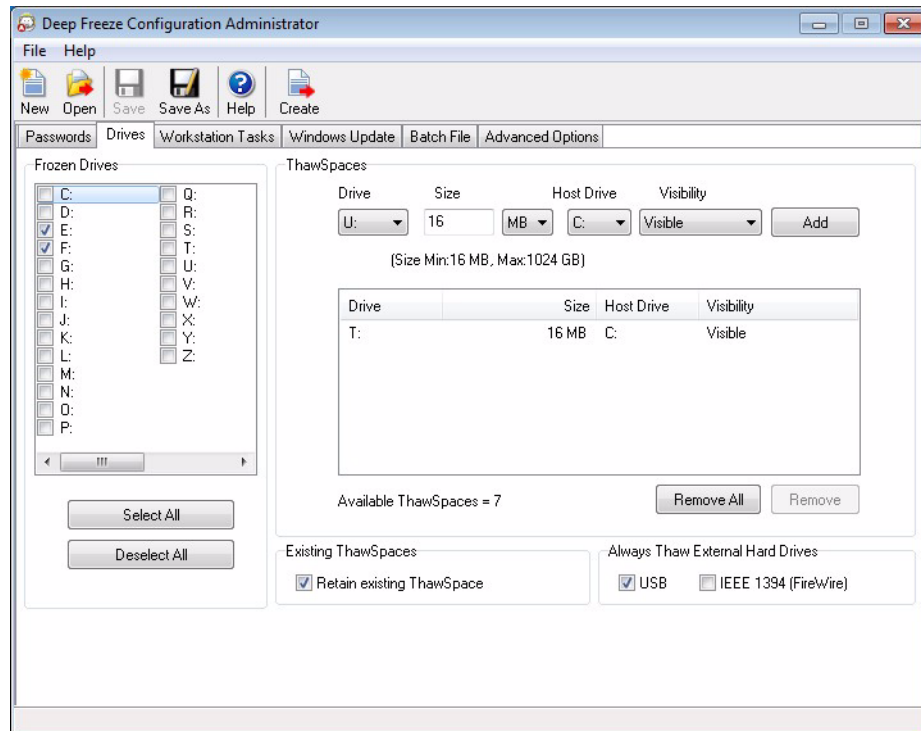 Deep Freeze Configuration Administrator
File Help
New Open Save Save As Help Create
Passwords Drives Workstation Tasks Windows Update Batch File Advanced Options
Frozen Drives
C: Q:
D: R:
E: S:
F: T:
G: U:
H: V:
I: W:
J: X:
K: Y:
L: Z:
M:
N:
O:
P:
Select All
Deselect All
ThawSpaces
Drive Size Host Drive Visibility
U: 16 MB C: Visible Add
(Size Min:16 MB, Max:1024 GB)
Drive Size Host Drive Visibility
T: 16 MB C: Visible
Available ThawSpaces = 7 Remove All Remove
Existing ThawSpaces
Retain existing ThawSpace
Always Thaw External Hard Drives
USB IEEE 1394 (FireWire)